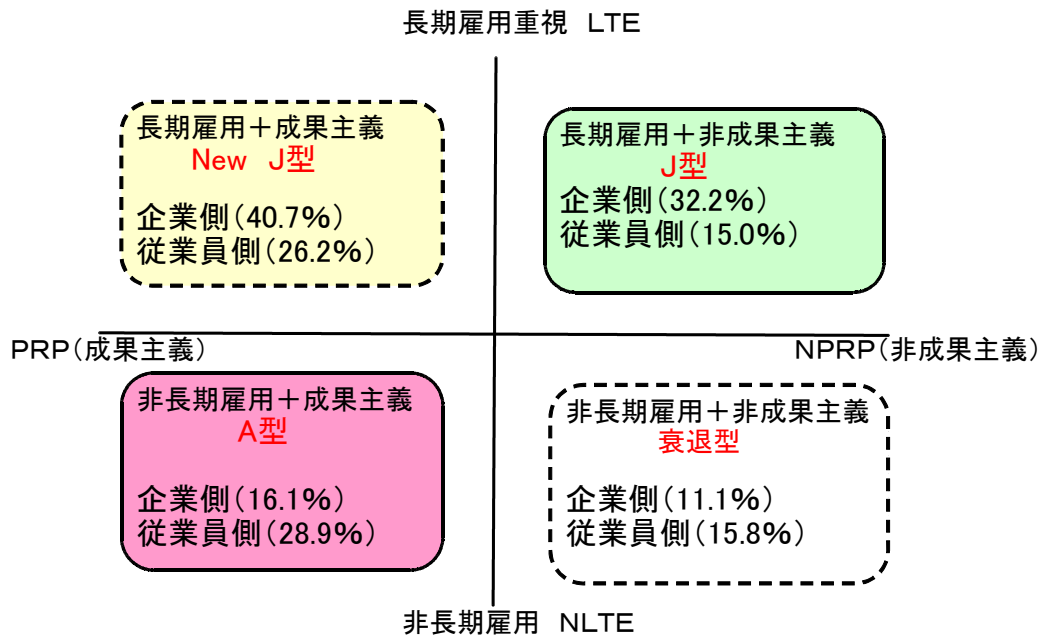 長期雇用重視 LTE
長期雇用＋成果主義
New J型
企業側（40.7%）
従業員側（26.2%）
長期雇用＋非成果主義
J型
企業側（32.2%）
従業員側（15.0%）
PRP（成果主義）
NPRP（非成果主義）
非長期雇用＋成果主義
A型
企業側（16.1%）
従業員側（28.9%）
非長期雇用＋非成果主義
衰退型
企業側（11.1%）
従業員側（15.8%）
非長期雇用 NLTE